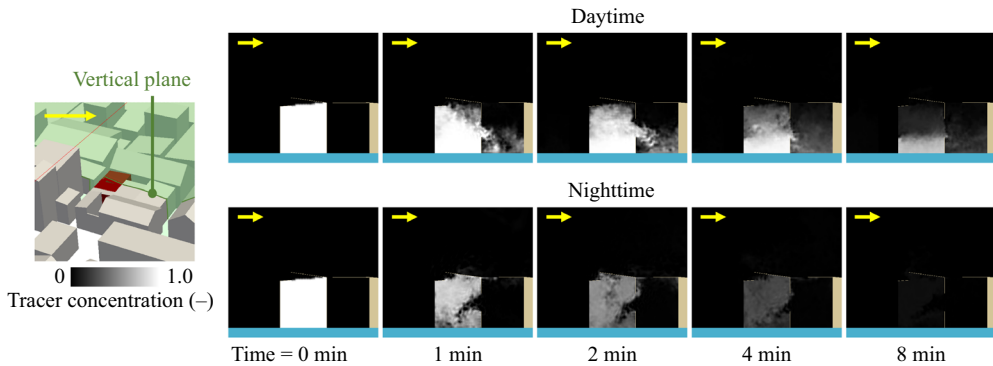 Daytime
Vertical plane
0
1.0
Tracer concentration (–)
Nighttime
Time = 0 min
1 min
2 min
4 min
8 min